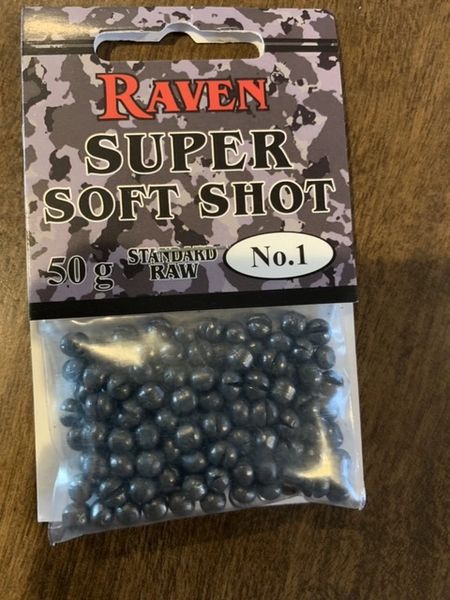 RAVEN®
SUPER
SOFT SHOT
50 g STANDARD RAW No.1